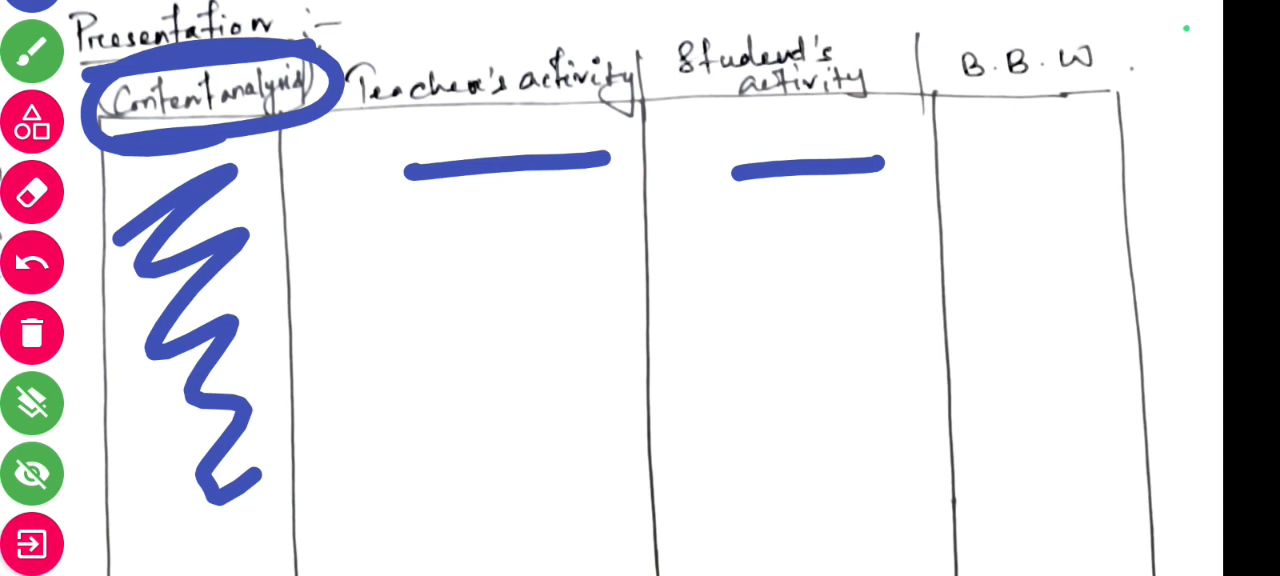 Presentation :-
Content analysis
Teacher's activity
Student's
activity
B.B.W.